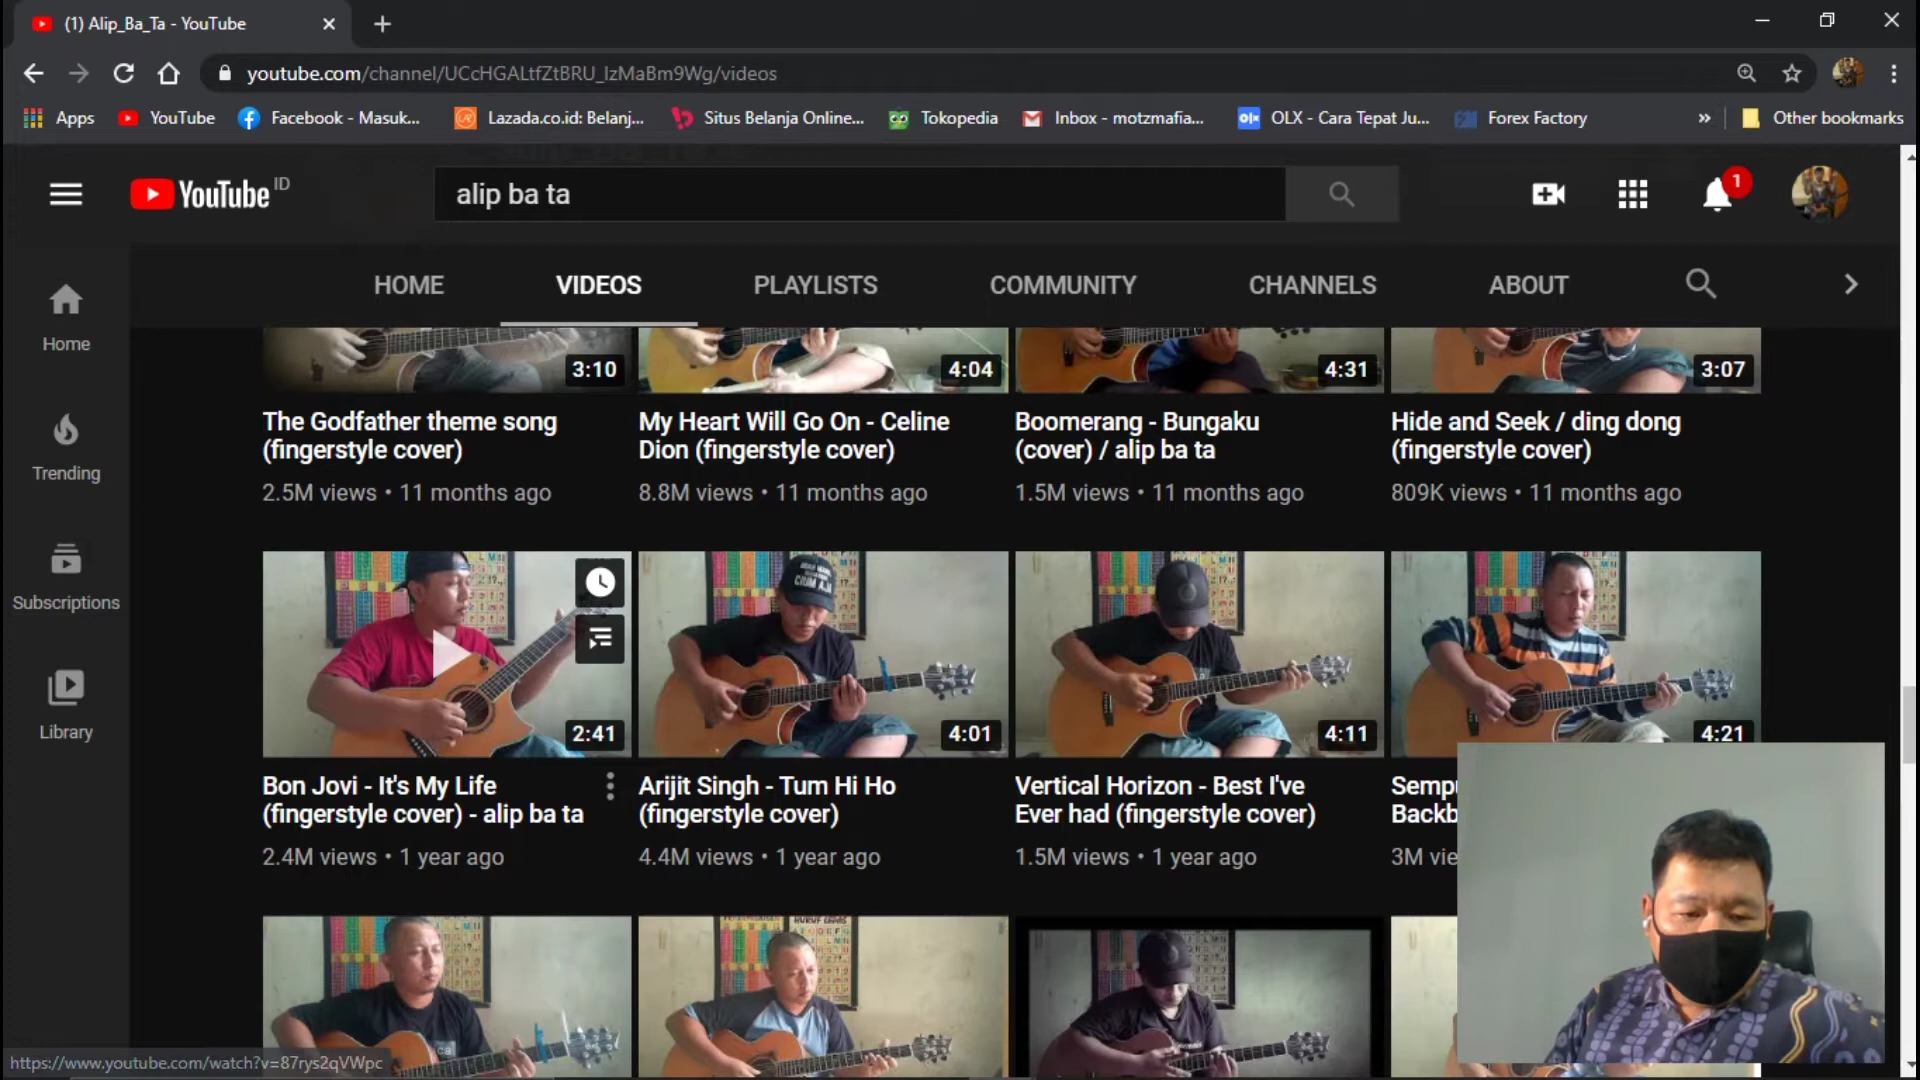 (1) Alip_Ba_Ta - YouTube
youtube.com/channel/UCcHGALtfZtBRU_IzMaBm9Wg/videos
Apps YouTube Facebook - Masuk... Lazada.co.id: Belanj... Situs Belanja Online... Tokopedia Inbox - motzmafia... OLX - Cara Tepat Ju... Forex Factory » Other bookmarks
YouTube ID
alip ba ta
1
HOME VIDEOS PLAYLISTS COMMUNITY CHANNELS ABOUT
Home
Trending
Subscriptions
Library
3:10 4:04 4:31 3:07
The Godfather theme song
(fingerstyle cover)
2.5M views • 11 months ago
My Heart Will Go On - Celine
Dion (fingerstyle cover)
8.8M views • 11 months ago
Boomerang - Bungaku
(cover) / alip ba ta
1.5M views • 11 months ago
Hide and Seek / ding dong
(fingerstyle cover)
809K views • 11 months ago
CIUM AJA
2:41 4:01 4:11 4:21
Bon Jovi - It's My Life
(fingerstyle cover) - alip ba ta
2.4M views • 1 year ago
Arijit Singh - Tum Hi Ho
(fingerstyle cover)
4.4M views • 1 year ago
Vertical Horizon - Best I've
Ever had (fingerstyle cover)
1.5M views • 1 year ago
3M
https://www.youtube.com/watch?v=87rys2qVWpc